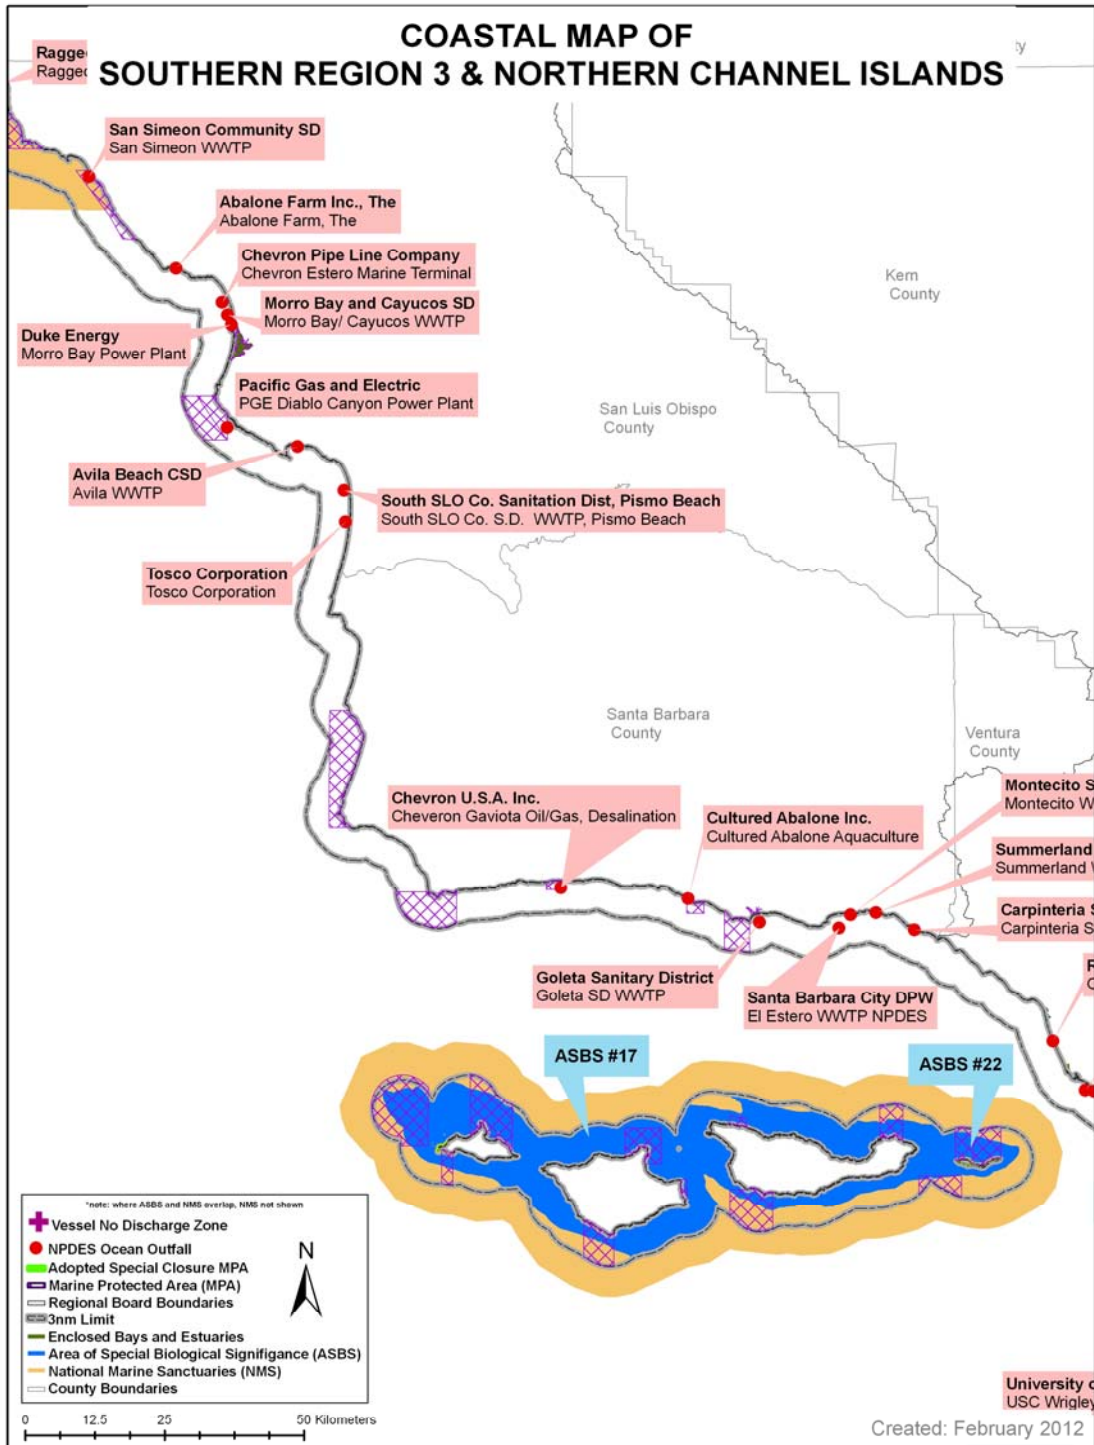 COASTAL MAP OF
SOUTHERN REGION 3 & NORTHERN CHANNEL ISLANDS
San Simeon Community SD
San Simeon WWTP
Abalone Farm Inc., The
Abalone Farm, The
Chevron Pipe Line Company
Chevron Estero Marine Terminal
Kern
County
Morro Bay and Cayucos SD
Morro Bay/ Cayucos WWTP
Duke Energy
Morro Bay Power Plant
Pacific Gas and Electric
PGE Diablo Canyon Power Plant
San Luis Obispo
County
Avila Beach CSD
Avila WWTP
South SLO Co. Sanitation Dist, Pismo Beach
South SLO Co. S.D. WWTP, Pismo Beach
Tosco Corporation
Tosco Corporation
Santa Barbara
County
Ventura
County
Chevron U.S.A. Inc.
Cheveron Gaviota Oil/Gas, Desalination
Montecito S
Montecito W
Cultured Abalone Inc.
Cultured Abalone Aquaculture
Summerland
Summerland W
Carpinteria S
Carpinteria S
Goleta Sanitary District
Goleta SD WWTP
Santa Barbara City DPW
El Estero WWTP NPDES
ASBS #17
ASBS #22
*note: where ASBS and NMS overlap, NMS not shown
Vessel No Discharge Zone
NPDES Ocean Outfall
Adopted Special Closure MPA
Marine Protected Area (MPA)
Regional Board Boundaries
3nm Limit
Enclosed Bays and Estuaries
Area of Special Biological Signifigance (ASBS)
National Marine Sanctuaries (NMS)
County Boundaries
N
0 12.5 25 50 Kilometers
University o
USC Wrigley
Created: February 2012